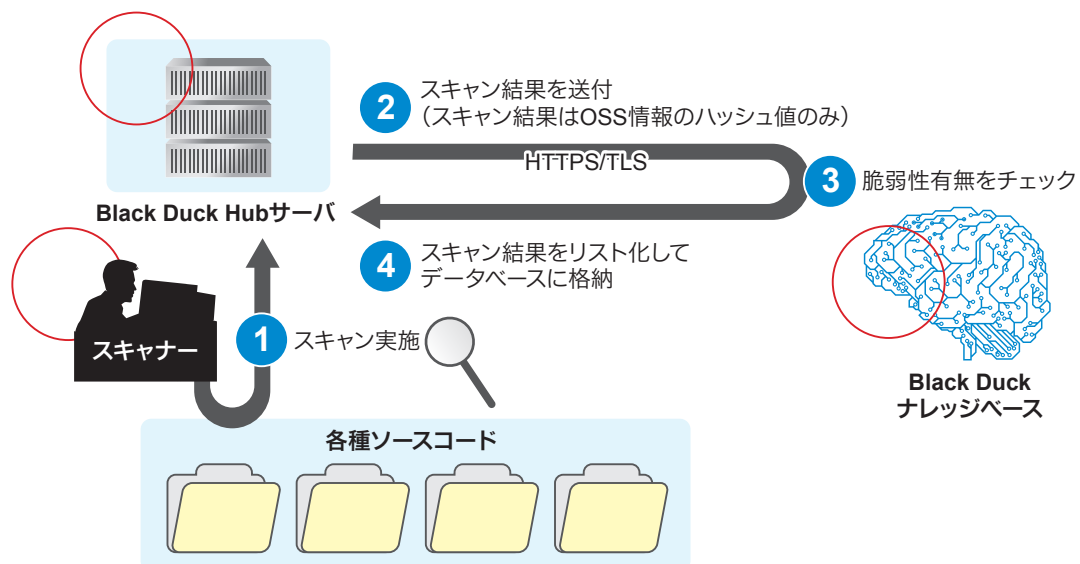 2
スキャン結果を送付
(スキャン結果はOSS情報のハッシュ値のみ)
HTTPS/TLS
3
脆弱性有無をチェック
Black Duck Hubサーバ
4
スキャン結果をリスト化して
データベースに格納
スキャナー
1
スキャン実施
Black Duck
ナレッジベース
各種ソースコード